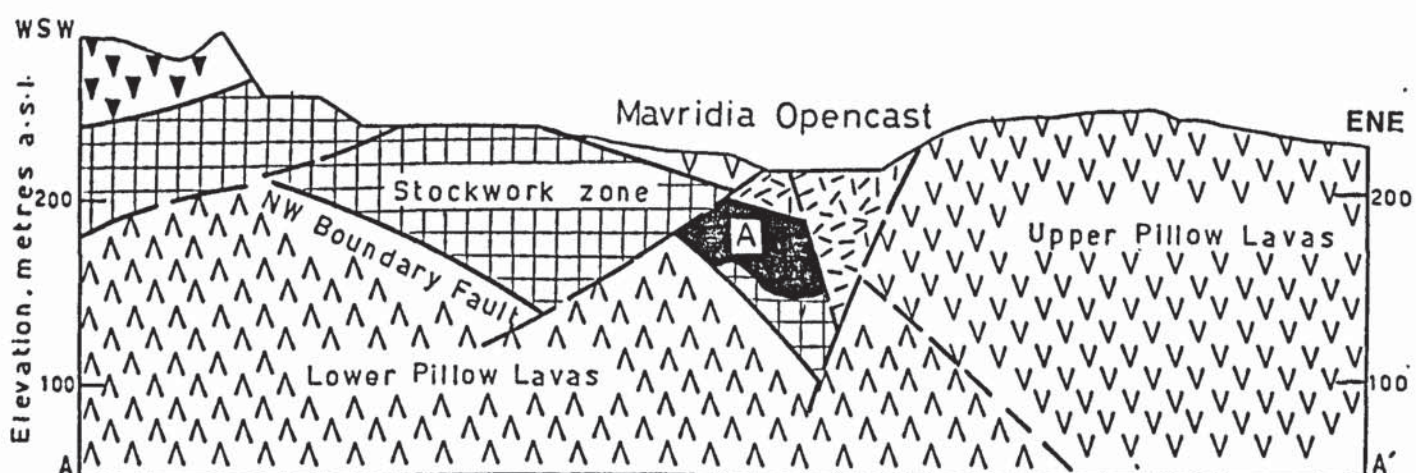 WSW
Mavridia Opencast
ENE
Elevation, metres a.s.l.
200
Stockwork zone
A
200
NW Boundary Fault
Upper Pillow Lavas
Lower Pillow Lavas
100
100
A
A'